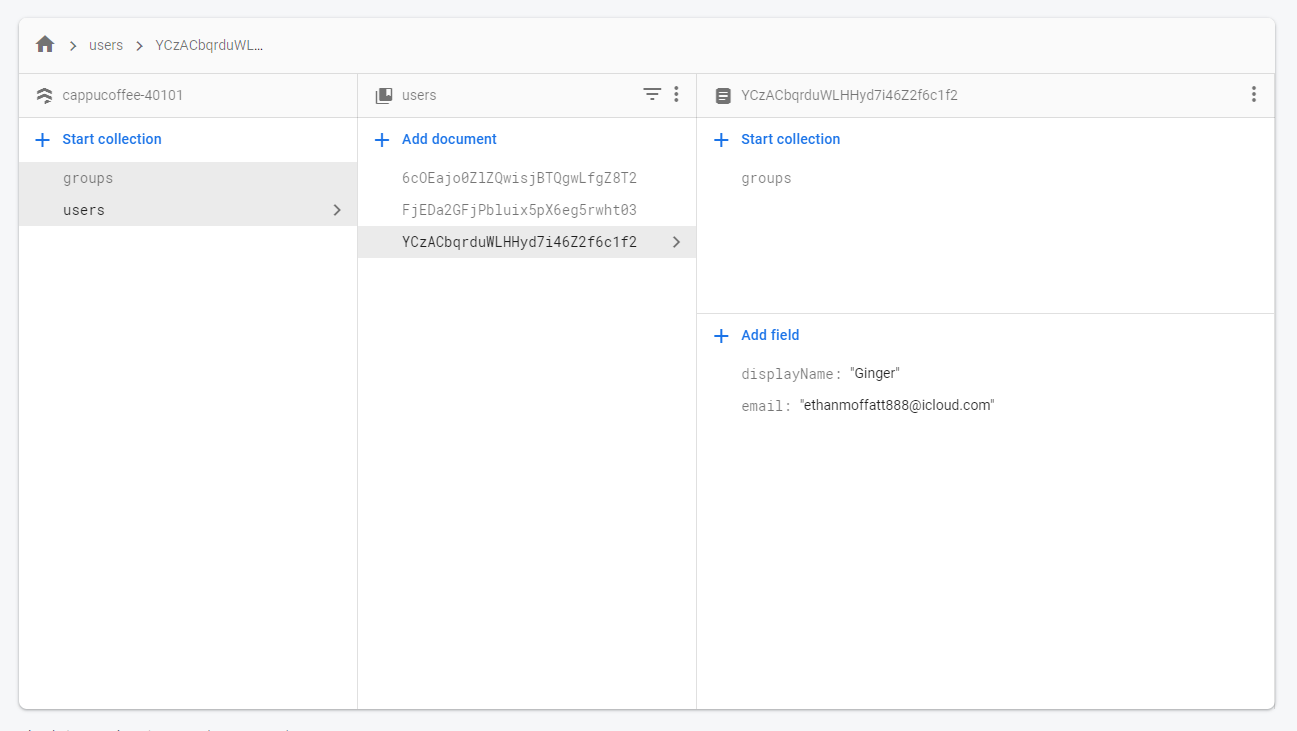 users
YCzACbqrduWL...
cappucoffee-40101
users
YCzACbqrduWLHHyd7i46Z2f6c1f2
Start collection
groups
users
Add document
6cOEajo0ZlZQwisjBTQgwLfgZ8T2
FjEDa2GFjPbluix5pX6eg5rwht03
YCzACbqrduWLHHyd7i46Z2f6c1f2
Start collection
groups
Add field
displayName: "Ginger"
email: "ethanmoffatt888@icloud.com"